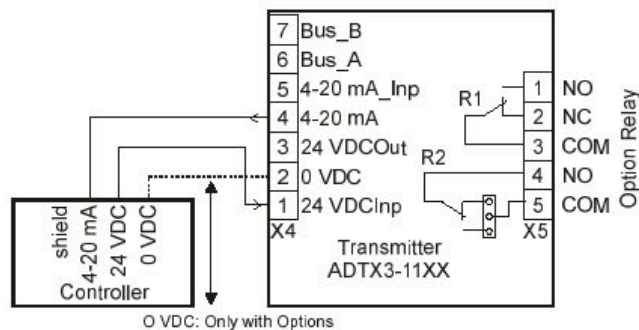 7 Bus_B
6 Bus_A
5 4-20 mA_Inp
4 4-20 mA
3 24 VDCOut
2 0 VDC
1 24 VDCInp
X4
R1
R2
1 NO
2 NC
3 COM
4 NO
5 COM
X5
Option Relay
Transmitter
ADTX3-11XX
shield
4-20 mA
24 VDC
0 VDC
Controller
O VDC: Only with Options